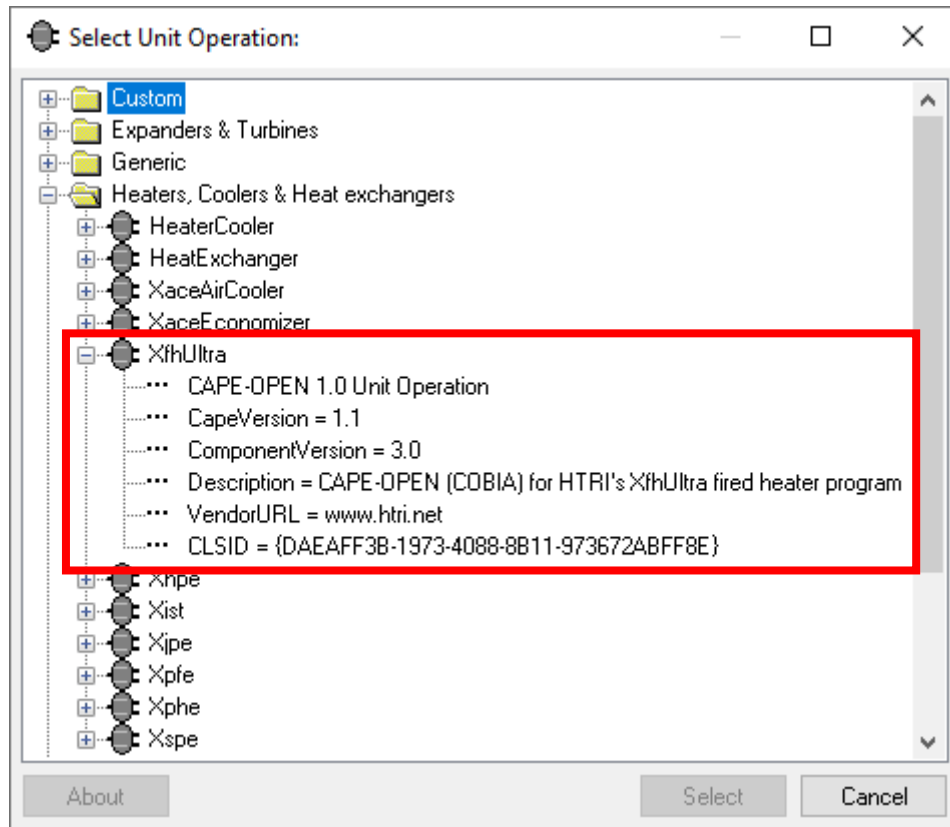 Select Unit Operation:
Custom
Expanders & Turbines
Generic
Heaters, Coolers & Heat exchangers
HeaterCooler
HeatExchanger
XaceAirCooler
XaceEconomizer
XfhUltra
CAPE-OPEN 1.0 Unit Operation
CapeVersion = 1.1
ComponentVersion = 3.0
Description = CAPE-OPEN (COBIA) for HTRI's XfhUltra fired heater program
VendorURL = www.htri.net
CLSID = {DAEAFF3B-1973-4088-8B11-973672ABFF8E}
Xhpe
Xist
Xjpe
Xpfe
Xphe
Xspe
About
Select
Cancel